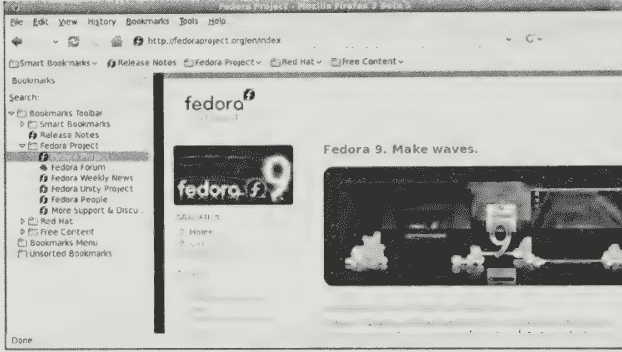 Fedora Project - Mozilla Firefox 3 Beta 5
File Edit View History Bookmarks Tools Help
http://fedoraproject.org/en/index
Smart Bookmarks Release Notes Fedora Project Red Hat Free Content
Bookmarks
Search:
Bookmarks Toolbar
Smart Bookmarks
Release Notes
Fedora Project
Fedora Forum
Fedora Weekly News
Fedora Unity Project
Fedora People
More Support & Discu...
Red Hat
Free Content
Bookmarks Menu
Unsorted Bookmarks
fedora
fedora 9
Home
Fedora 9. Make waves.
9
Done